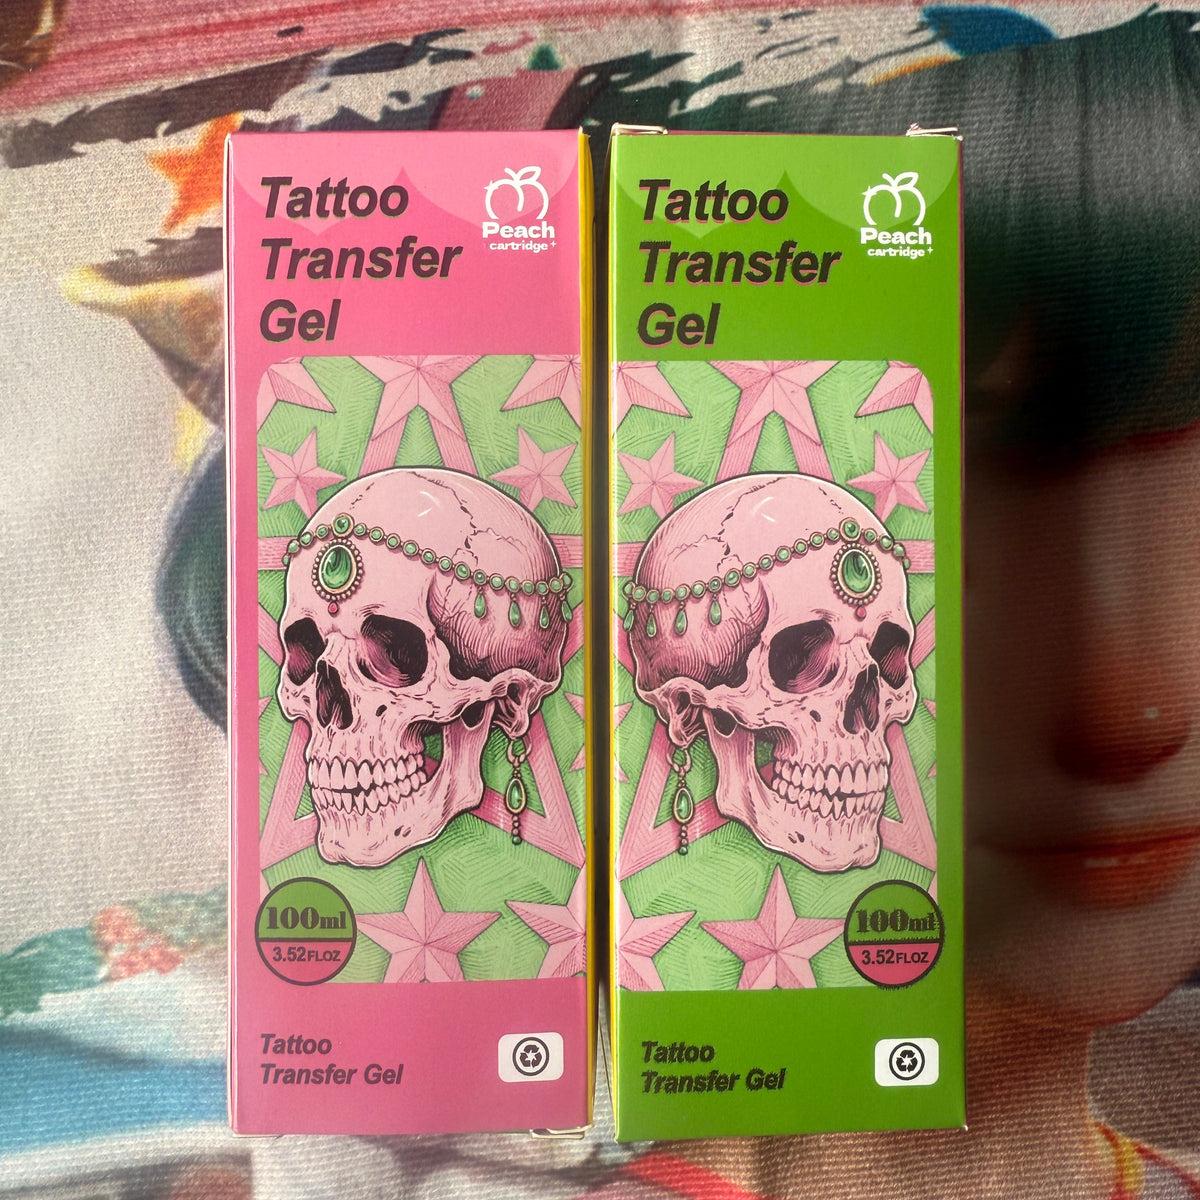 Tattoo
Transfer
Gel
Peach
cartridge
100ml
3.52FLOZ
Tattoo
Transfer Gel
Tattoo
Transfer
Gel
Peach
cartridge
100ml
3.52FLOZ
Tattoo
Transfer Gel